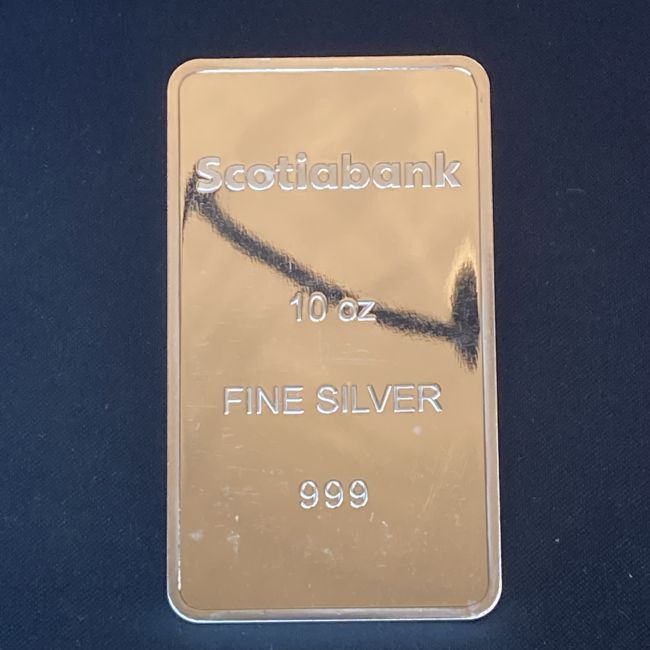 Scotiabank
10 oz
FINE SILVER
999